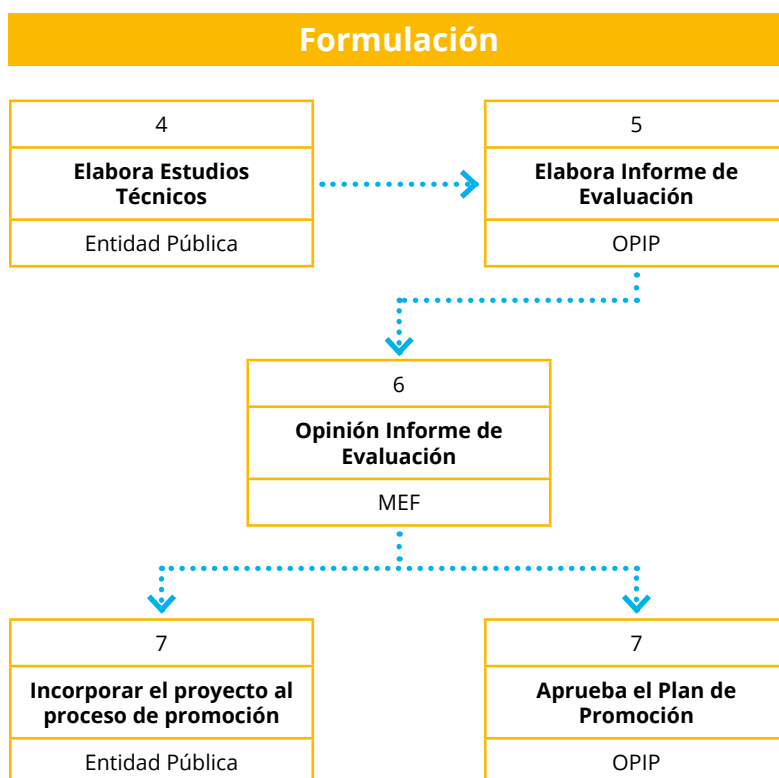 Formulación
4
Elabora Estudios
Técnicos
Entidad Pública
5
Elabora Informe de
Evaluación
OPIP
6
Opinión Informe de
Evaluación
MEF
7
Incorporar el proyecto al
proceso de promoción
Entidad Pública
7
Aprueba el Plan de
Promoción
OPIP